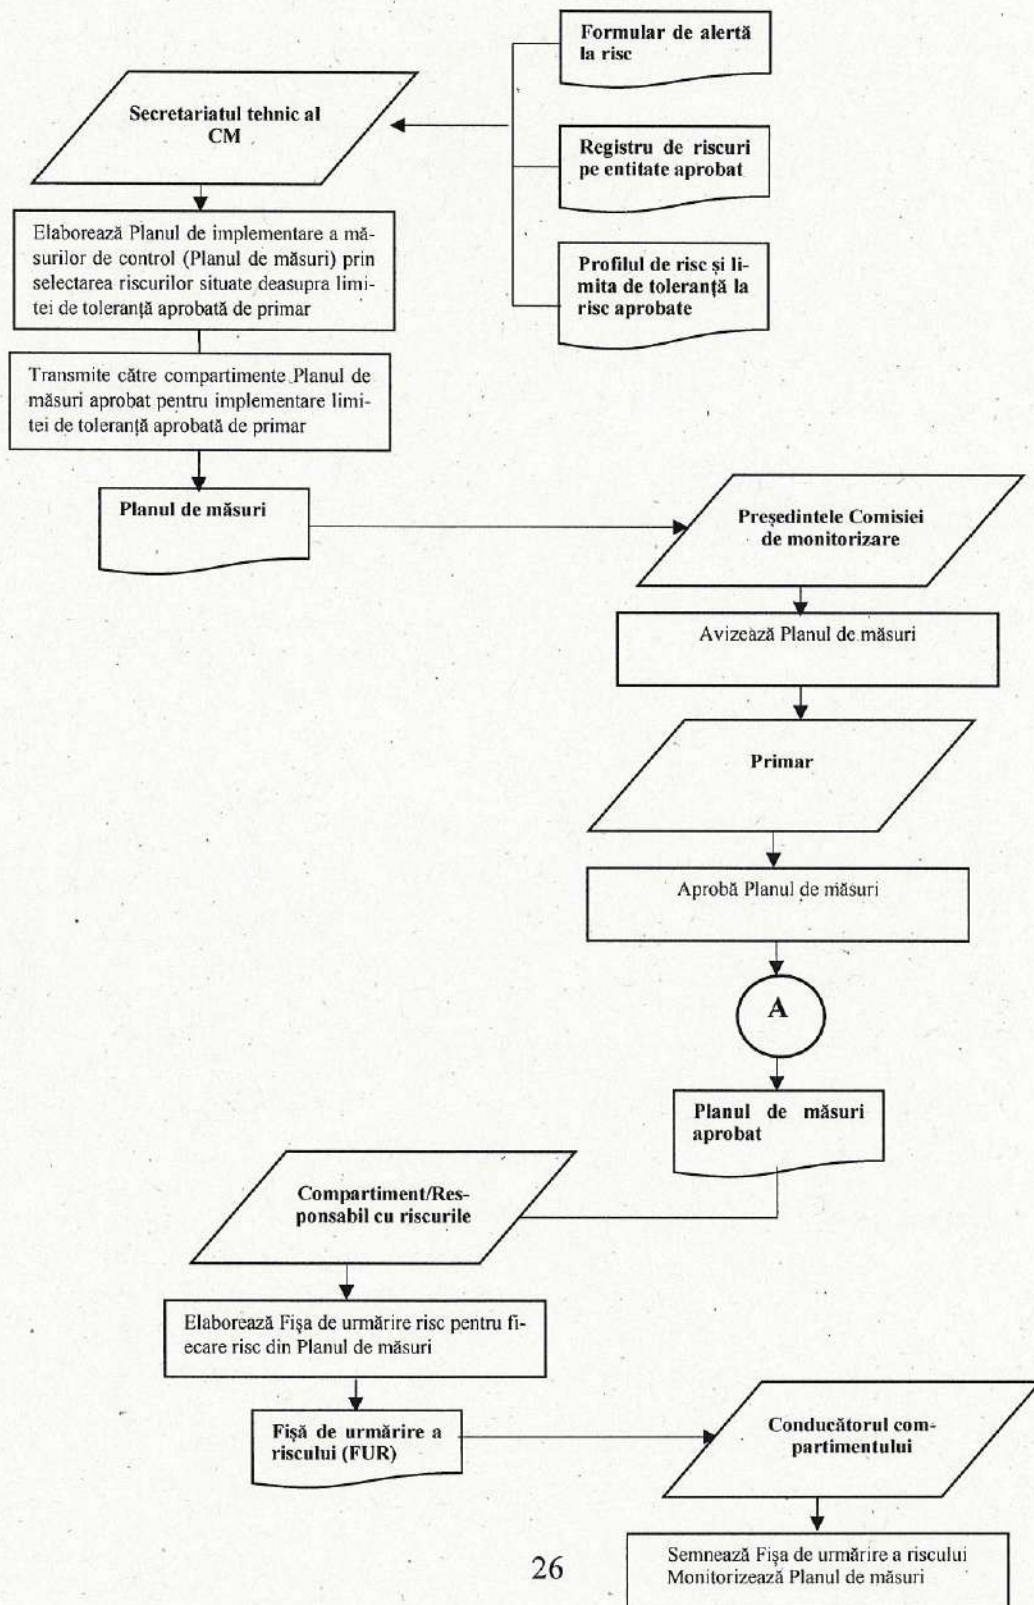 Formular de alertă
la risc
Secretariatul tehnic al
CM
Registru de riscuri
pe entitate aprobat
Elaborează Planul de implementare a mă-
surilor de control (Planul de măsuri) prin
selectarea riscurilor situate deasupra limi-
tei de toleranță aprobată de primar
Profilul de risc și li-
mita de toleranță la
risc aprobate
Transmite către compartimente Planul de
măsuri aprobat pentru implementare limi-
tei de toleranță aprobată de primar
Planul de măsuri
Președintele Comisiei
de monitorizare
Avizează Planul de măsuri
Primar
Aprobă Planul de măsuri
A
Planul de măsuri
aprobat
Compartiment/Res-
ponsabil cu riscurile
Elaborează Fișa de urmărire risc pentru fi-
ecare risc din Planul de măsuri
Fișă de urmărire a
riscului (FUR)
Conducătorul com-
partimentului
Semnează Fișa de urmărire a riscului
Monitorizează Planul de măsuri
26